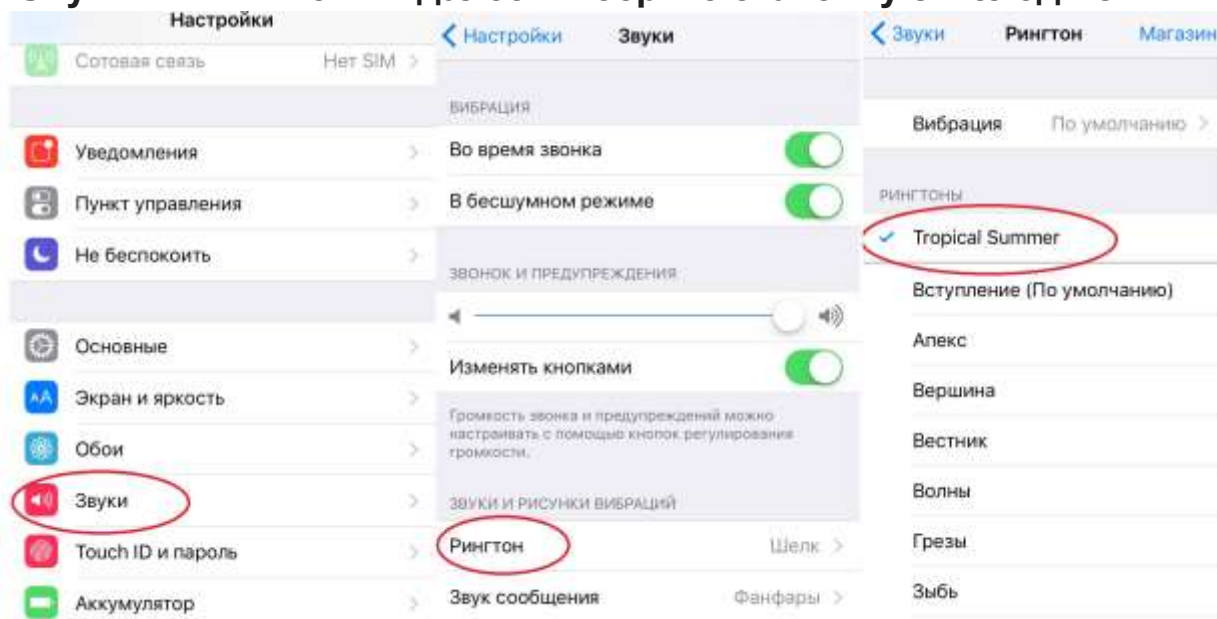 Настройки
Сотовая связь Нет SIM
Уведомления
Пункт управления
Не беспокоить
Основные
Экран и яркость
Обои
Звуки
Touch ID и пароль
Аккумулятор
Настройки Звуки
ВИБРАЦИЯ
Во время звонка
В бесшумном режиме
ЗВОНОК И ПРЕДУПРЕЖДЕНИЯ
Изменять кнопками
Громкость звонка и предупреждений можно
настраивать с помощью кнопок регулирования
громкости.
ЗВУКИ И РИСУНКИ ВИБРАЦИЙ
Рингтон Шелк
Звук сообщения Фанфары
Звуки Рингтон Магазин
Вибрация По умолчанию
РИНГТОНЫ
Tropical Summer
Вступление (По умолчанию)
Апекс
Вершина
Вестник
Волны
Грезы
Зыбь